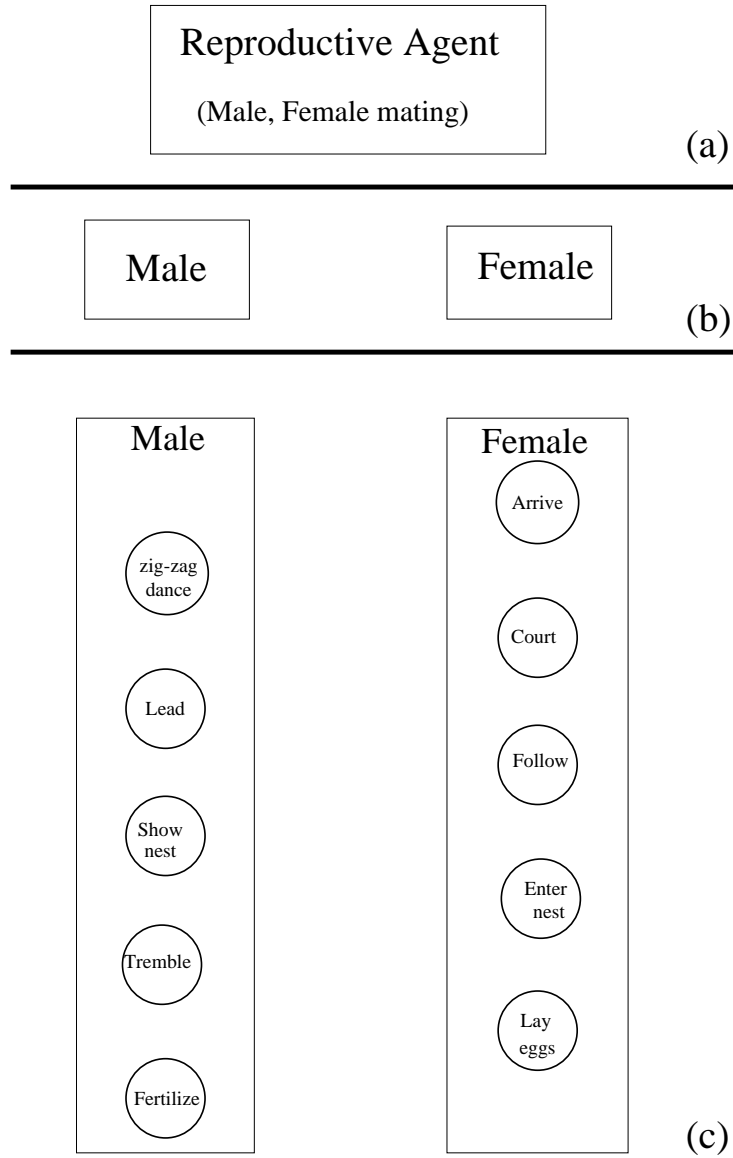 Reproductive Agent
(Male, Female mating)
(a)
Male
Female
(b)
Male
zig-zag
dance
Lead
Show
nest
Tremble
Fertilize
Female
Arrive
Court
Follow
Enter
nest
Lay
eggs
(c)